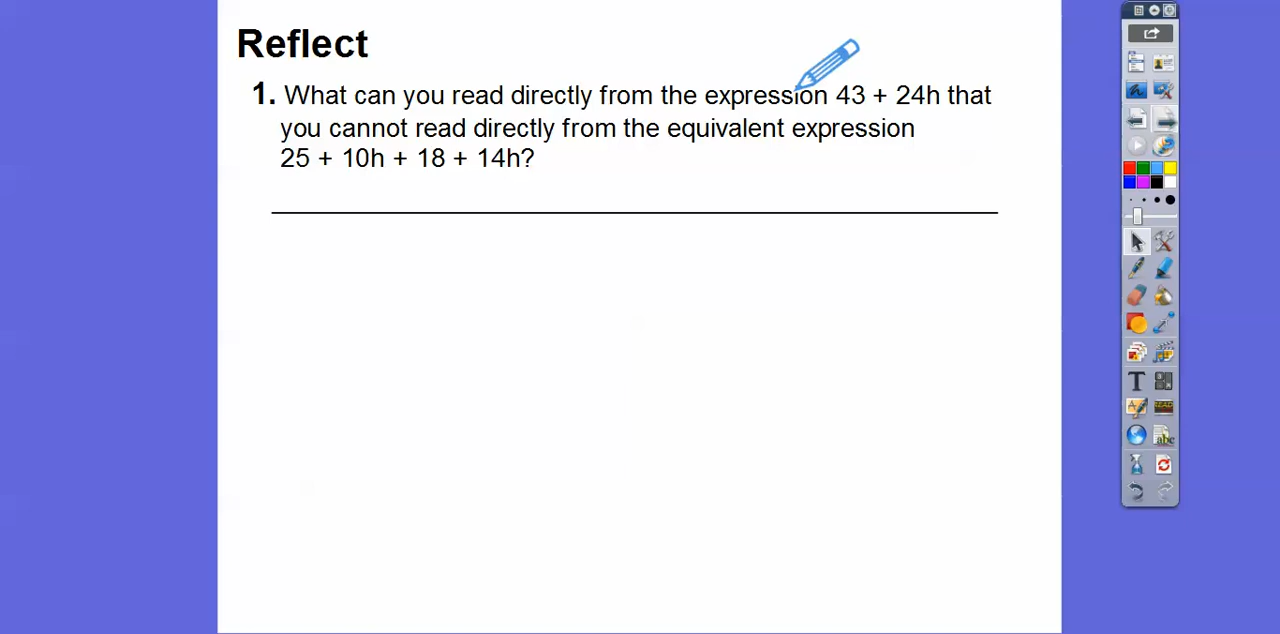 Reflect
1. What can you read directly from the expression 43 + 24h that
you cannot read directly from the equivalent expression
25 + 10h + 18 + 14h?